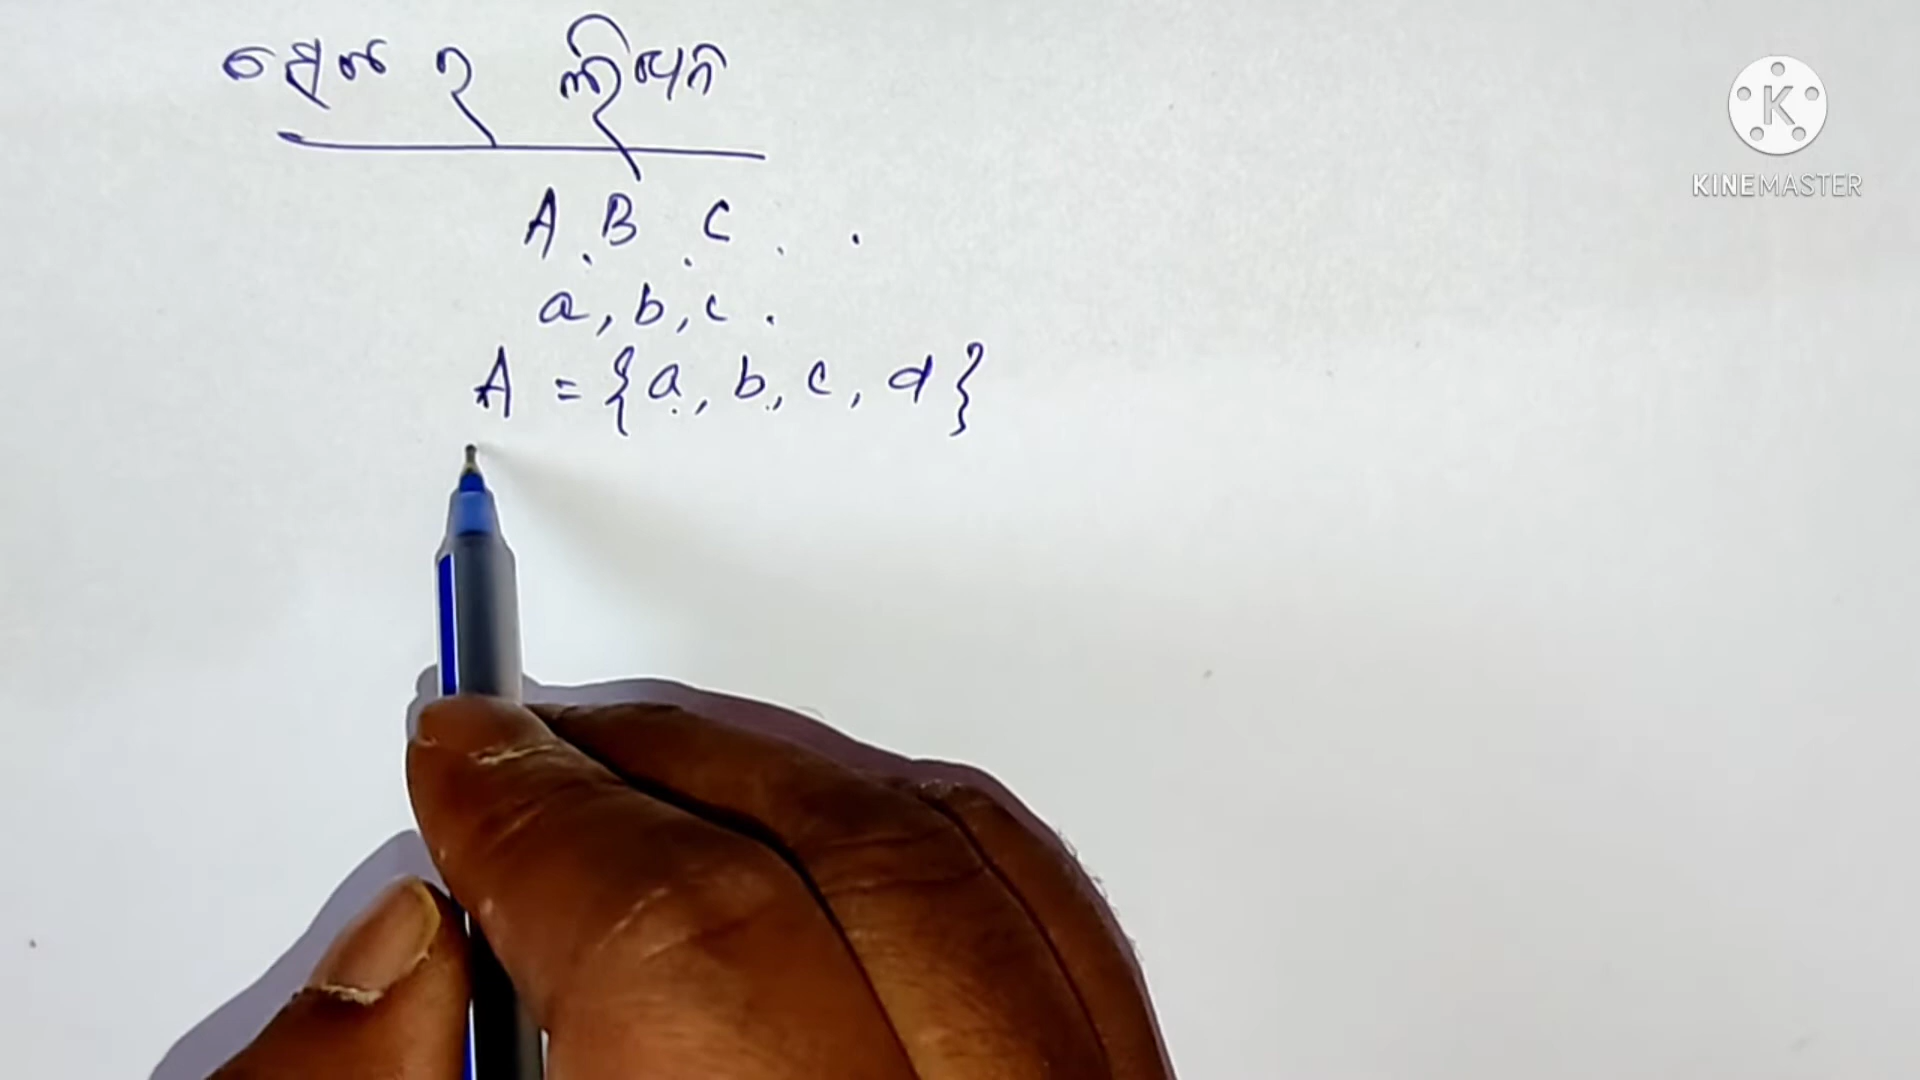 ସେଟ୍ ର ଲିଖନ
A, B, C, .
a, b, c.
A = {a, b, c, d}
KINEMASTER